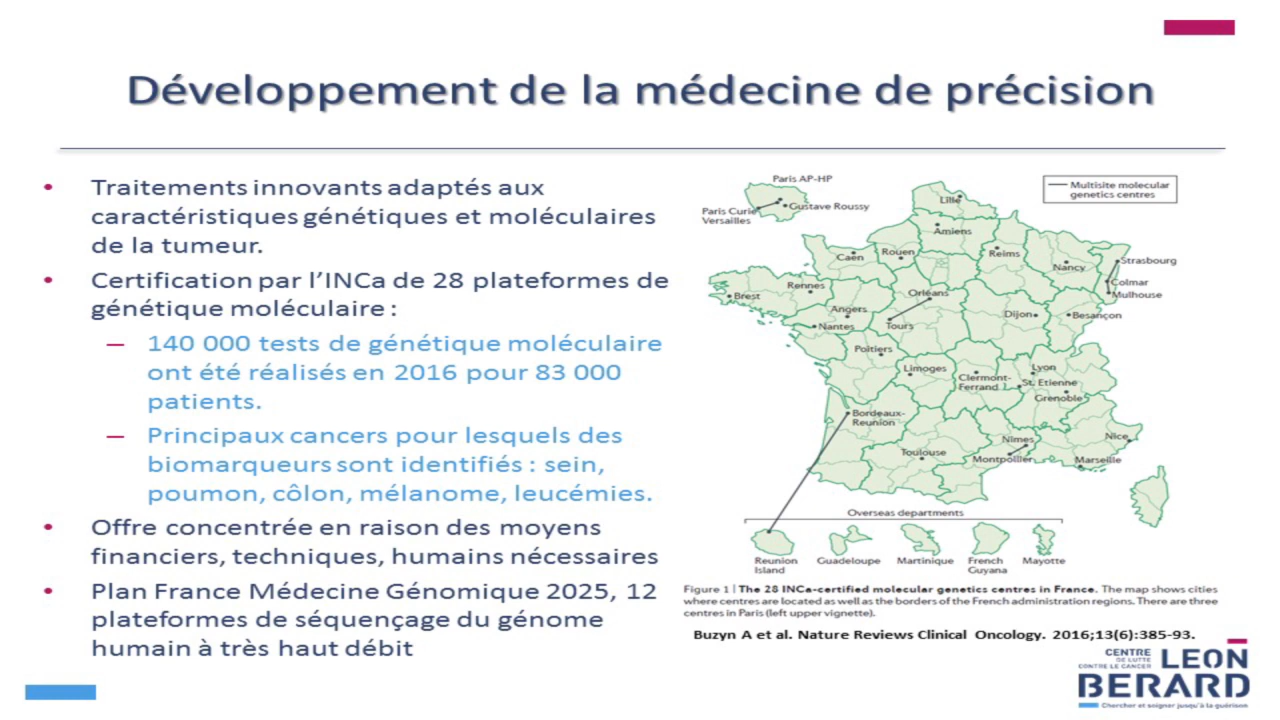 Développement de la médecine de précision
• Traitements innovants adaptés aux
caractéristiques génétiques et moléculaires
de la tumeur.
• Certification par l’INCa de 28 plateformes de
génétique moléculaire :
– 140 000 tests de génétique moléculaire
ont été réalisés en 2016 pour 83 000
patients.
– Principaux cancers pour lesquels des
biomarqueurs sont identifiés : sein,
poumon, côlon, mélanome, leucémies.
• Offre concentrée en raison des moyens
financiers, techniques, humains nécessaires
• Plan France Médecine Génomique 2025, 12
plateformes de séquençage du génome
humain à très haut débit
Paris AP-HP
Paris Curie
Versailles
Gustave Roussy
Multisite molecular
genetics centres
Lille
Amiens
Caen
Rouen
Reims
Nancy
Strasbourg
Colmar
Mulhouse
Brest
Rennes
Orléans
Angers
Nantes
Tours
Dijon
Besançon
Poitiers
Limoges
Clermont-
Ferrand
Lyon
St. Etienne
Grenoble
Bordeaux-
Reunion
Toulouse
Nimes
Montpellier
Nice
Marseille
Overseas departments
Reunion
Island
Guadeloupe
Martinique
French
Guyana
Mayotte
Figure 1 | The 28 INCa-certified molecular genetics centres in France. The map shows cities
where centres are located as well as the borders of the French administration regions. There are three
centres in Paris (left upper vignette).
Buzyn A et al. Nature Reviews Clinical Oncology. 2016;13(6):385-93.
CENTRE
DE LUTTE
CONTRE LE CANCER
LEON
BERARD
Chercher et soigner jusqu'à la guérison